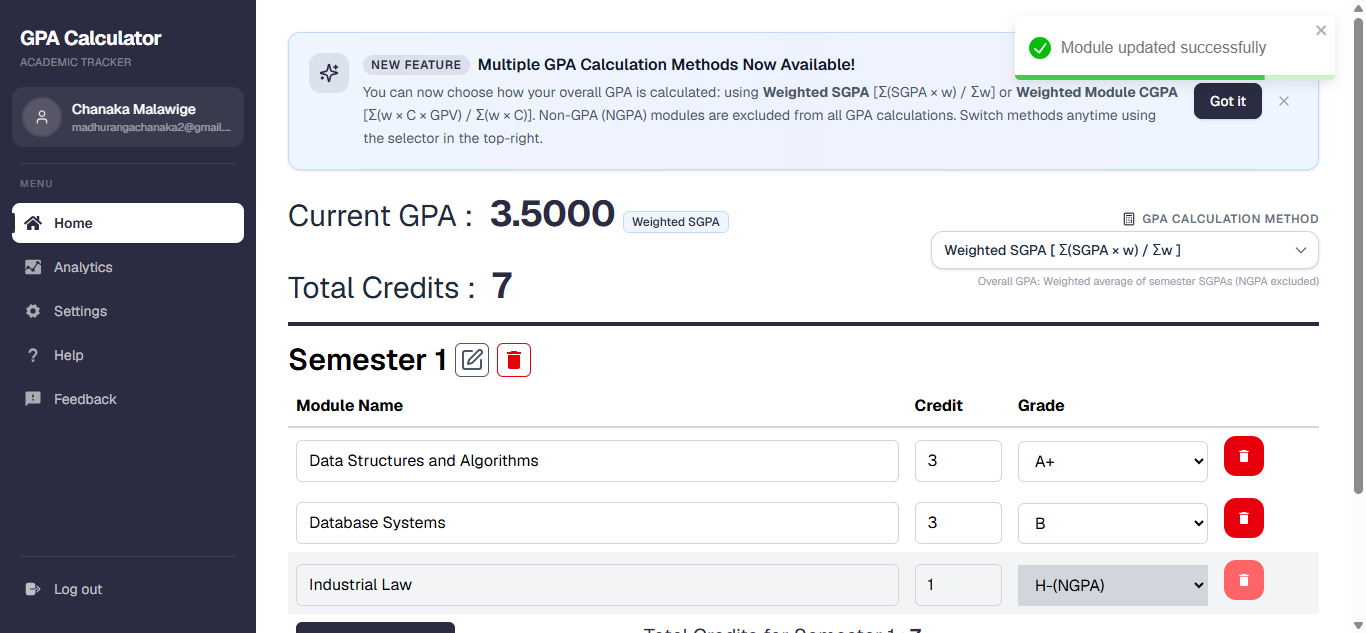 GPA Calculator
ACADEMIC TRACKER
Chanaka Malawige
madhurangachanaka2@gmail....
MENU
Home
Analytics
Settings
Help
Feedback
Log out
NEW FEATURE Multiple GPA Calculation Methods Now Available!
You can now choose how your overall GPA is calculated: using Weighted SGPA [Σ(SGPA × w) / Σw] or Weighted Module CGPA
[Σ(w × C × GPV) / Σ(w × C)]. Non-GPA (NGPA) modules are excluded from all GPA calculations. Switch methods anytime using
the selector in the top-right.
Got it
Module updated successfully
Current GPA : 3.5000 Weighted SGPA
GPA CALCULATION METHOD
Weighted SGPA [ Σ(SGPA × w) / Σw ]
Overall GPA: Weighted average of semester SGPAs (NGPA excluded)
Total Credits : 7
Semester 1
Module Name Credit Grade
Data Structures and Algorithms 3 A+
Database Systems 3 B
Industrial Law 1 H-(NGPA)
Total Credits for Semester 1 : 7